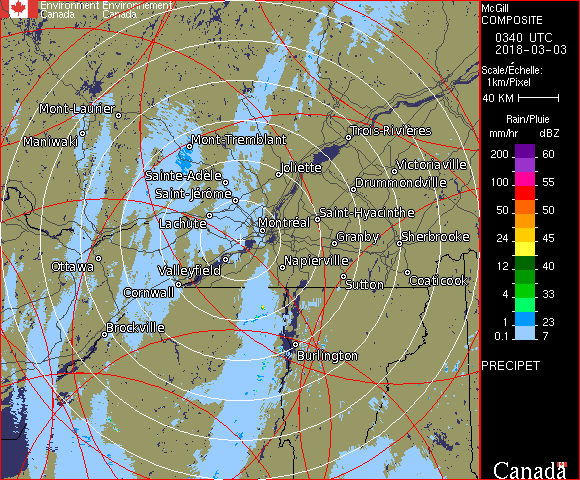 Environment Environnement
Canada Canada
McGill
COMPOSITE
0340 UTC
2018-03-03
Scale/Échelle:
1km/Pixel
40 KM
Rain/Pluie
mm/hr dBZ
200 60
100 55
50 50
24 45
12 40
4 33
1 23
0.1 7
PRECIPET
Canada
Mont-Laurier
Maniwaki
Mont-Tremblant
Trois-Rivières
Sainte-Adèle
Joliette
Victoriaville
Saint-Jérôme
Drummondville
Lachute
Montréal
Saint-Hyacinthe
Granby
Sherbrooke
Ottawa
Valleyfield
Napierville
Cornwall
Sutton
Coaticook
Brockville
Burlington